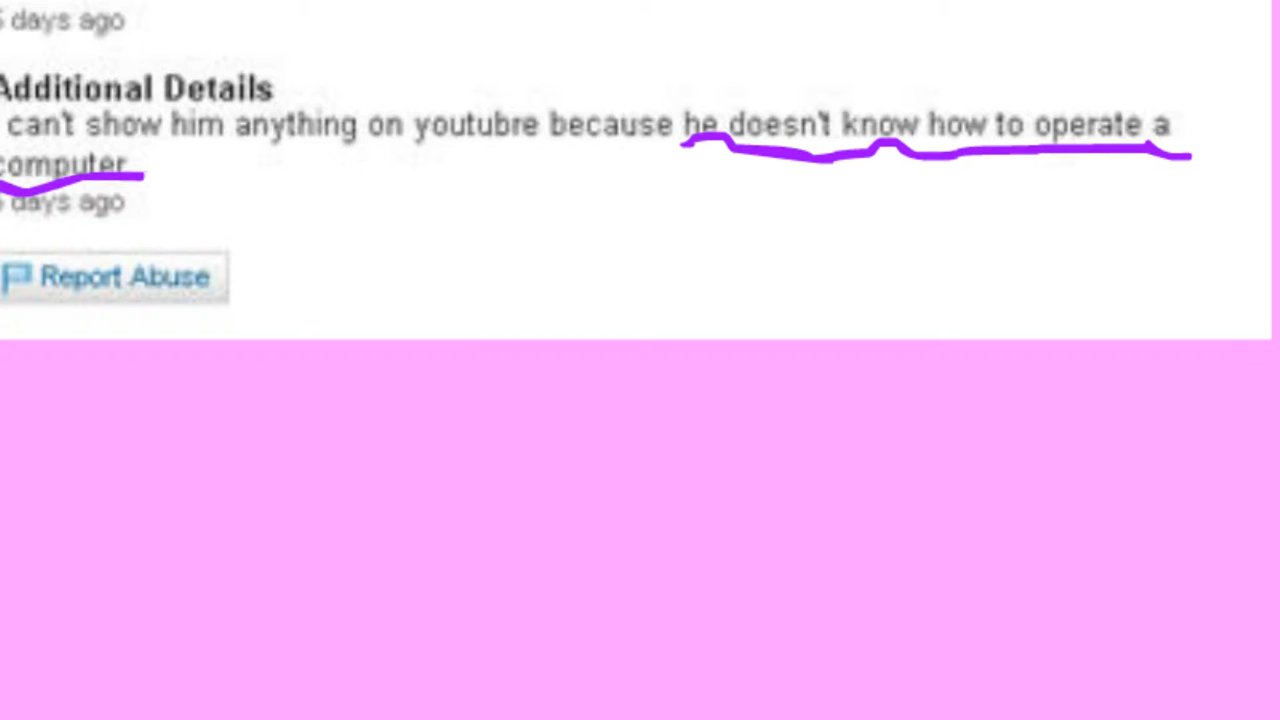 days ago
Additional Details
can't show him anything on youtubre because he doesn't know how to operate a
computer
days ago
Report Abuse